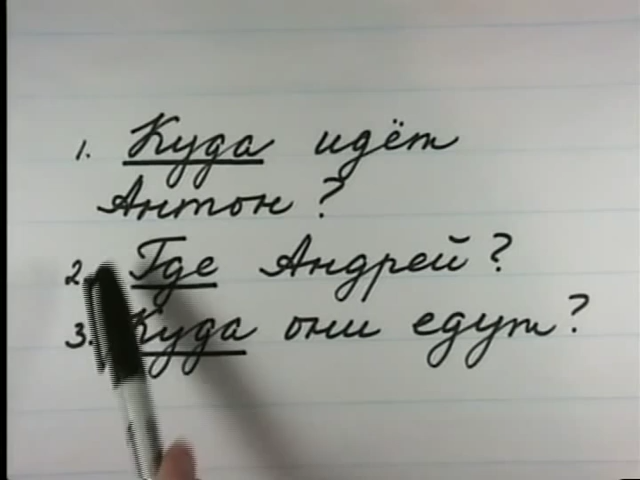 1. Куда идёт
Антон?
2. Где Андрей?
3. Куда они едут?